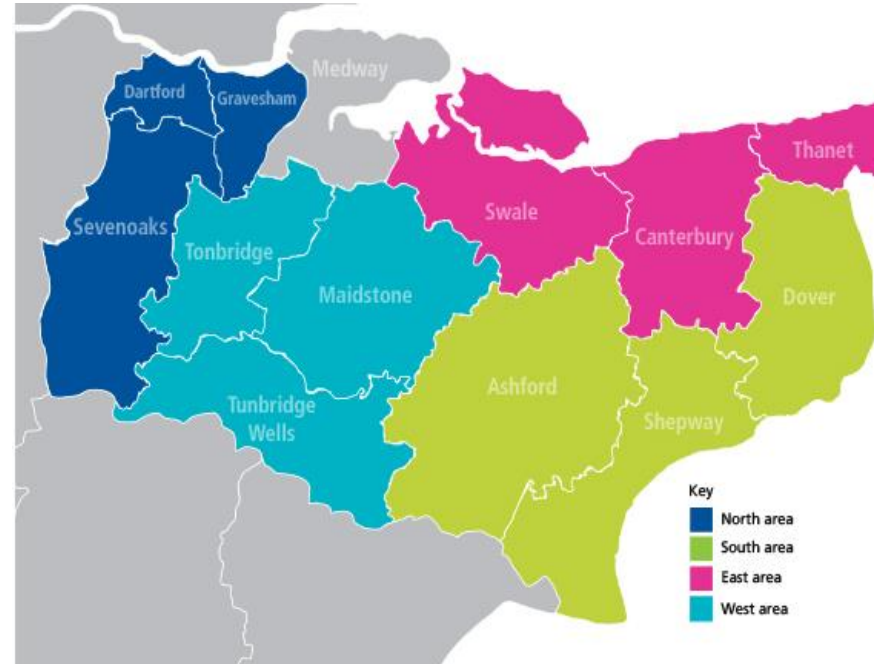 Medway
Dartford
Gravesham
Thanet
Swale
Sevenoaks
Canterbury
Tonbridge
Maidstone
Dover
Ashford
Tunbridge
Wells
Shepway
Key
North area
South area
East area
West area